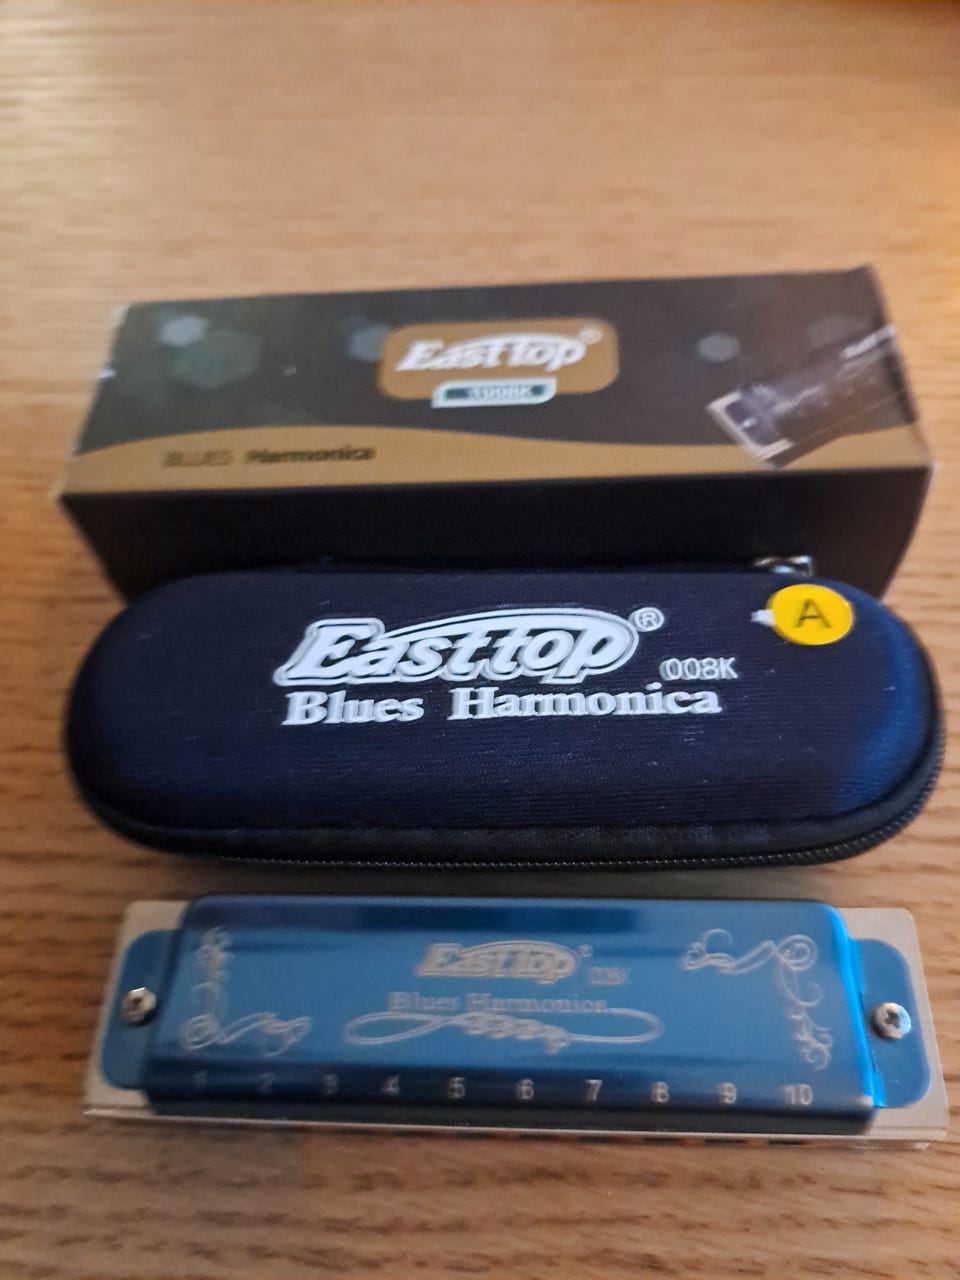 Easttop®
T008K
BLUES Harmonica
A
Easttop®
008K
Blues Harmonica
Easttop®
008K
Blues Harmonica
1 2 3 4 5 6 7 8 9 10